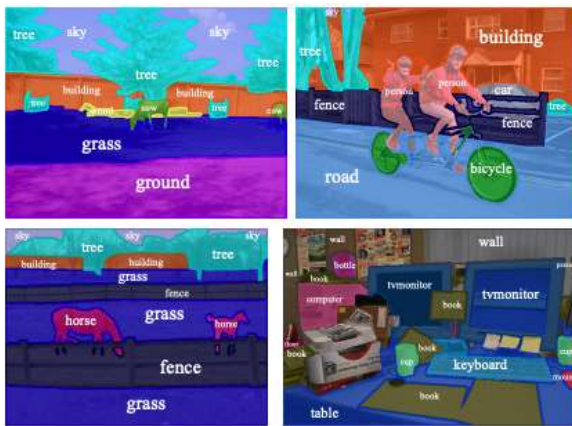 sky
tree
sky
tree
tree
building
building
tree
cow
tree
cow
grass
ground
sky
tree
building
person
person
car
fence
tree
fence
bicycle
road
sky
sky
sky
tree
tree
building
building
grass
fence
grass
horse
horse
fence
grass
wall
wall
wall
bottle
book
computer
tvmonitor
tvmonitor
book
book
book
cup
cup
keyboard
mouse
book
table